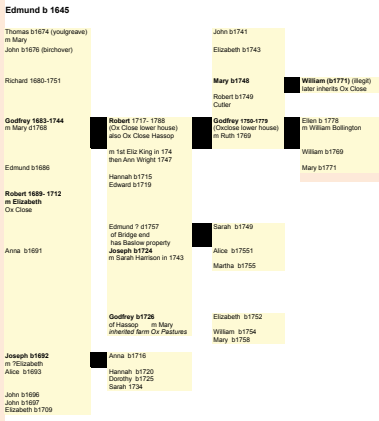 Edmund b 1645
Thomas b1674 (youlgreave)
m Mary
John b1676 (birchover)
Richard 1680-1751
Godfrey 1683-1744
m Mary d1768
Edmund b1686
Robert 1689- 1712
m Elizabeth
Ox Close
Anna b1691
Joseph b1692
m ?Elizabeth
Alice b1693
John b1696
John b1697
Elizabeth b1709
Robert 1717- 1788
(Ox Close lower house)
also Ox Close Hassop
m 1st Eliz King in 174
then Ann Wright 1747
Hannah b1715
Edward b1719
Edmund ? d1757
of Bridge end
has Baslow property
Joseph b1724
m Sarah Harrison in 1743
Godfrey b1726
of Hassop m Mary
inherited farm Ox Pastures
Anna b1716
Hannah b1720
Dorothy b1725
Sarah 1734
John b1741
Elizabeth b1743
Mary b1748
Robert b1749
Cutler
Godfrey 1750-1779
(Oxclose lower house)
m Ruth 1769
Sarah b1749
Alice b17551
Martha b1755
Elizabeth b1752
William b1754
Mary b1758
William (b1771) (illegit)
later inherits Ox Close
Ellen b 1778
m William Bollington
William b1769
Mary b1771